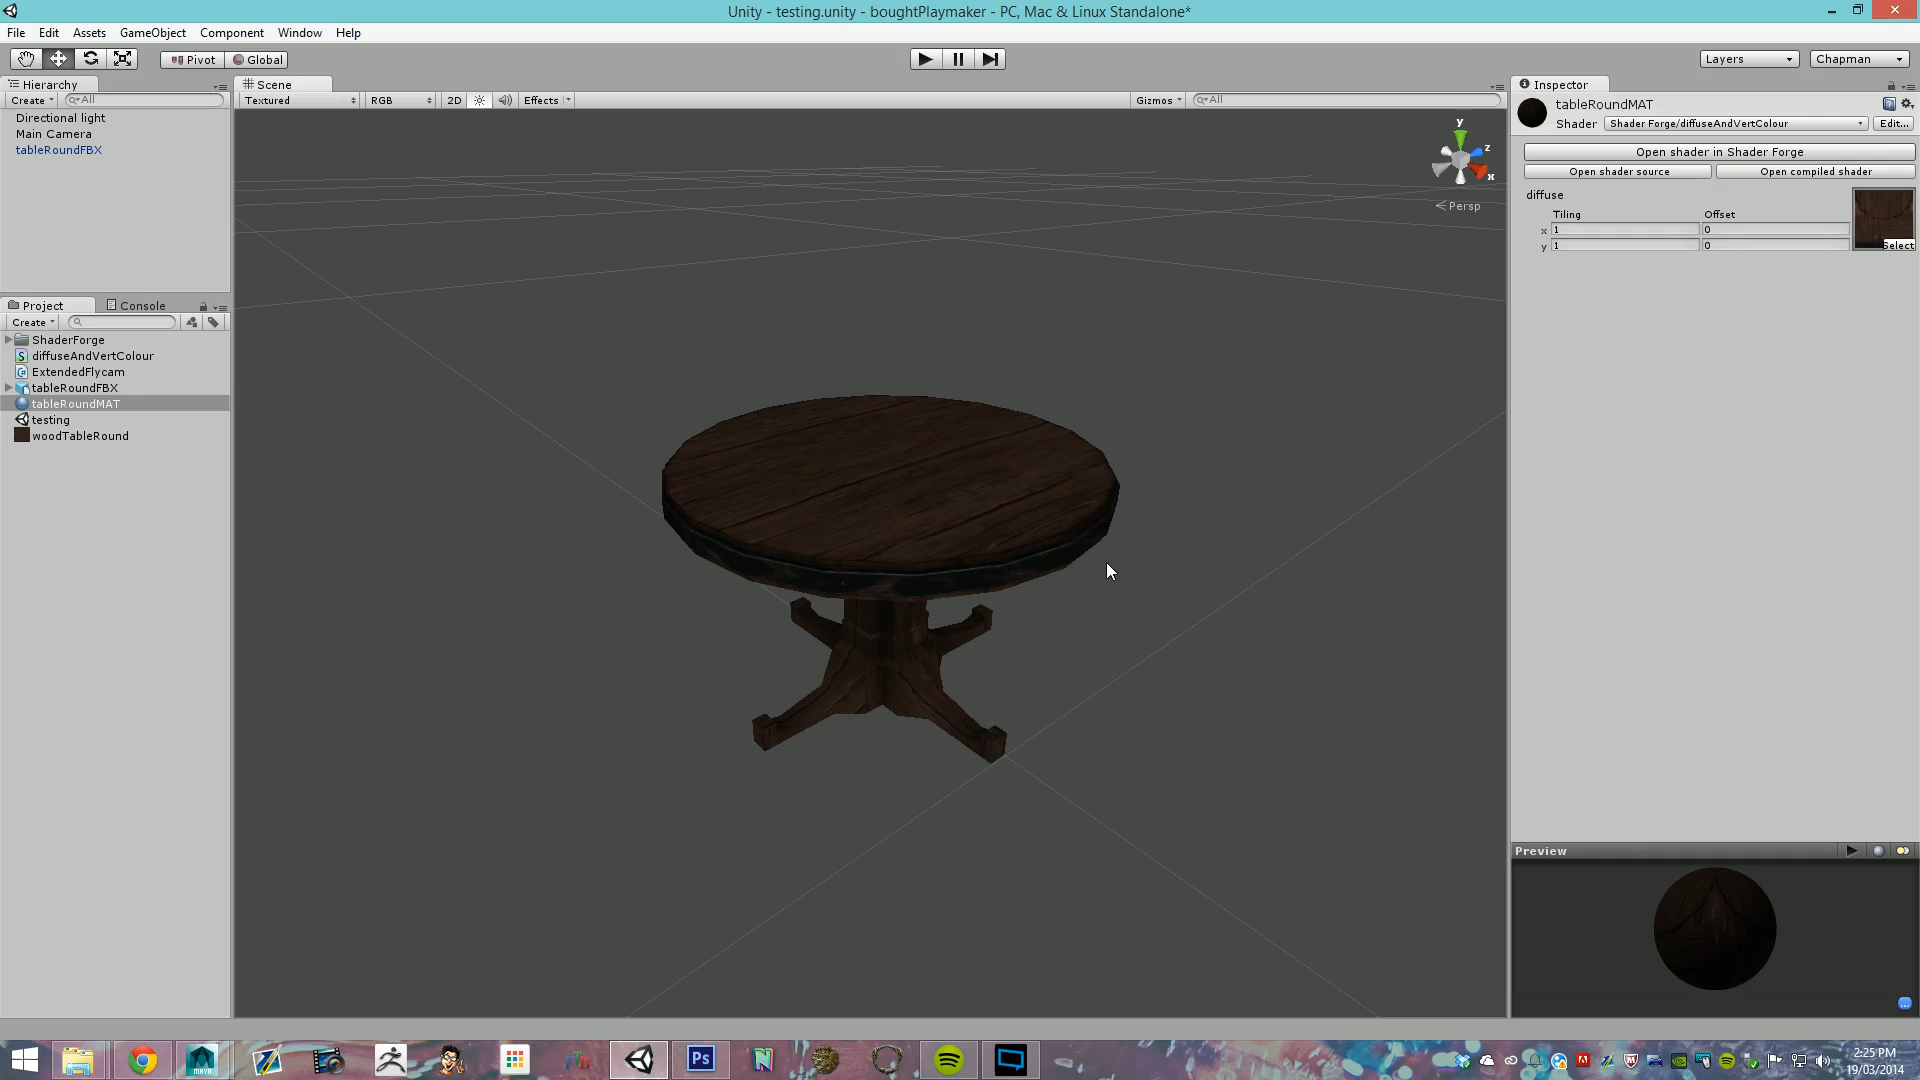 Unity - testing.unity - boughtPlaymaker - PC, Mac & Linux Standalone*
File Edit Assets GameObject Component Window Help
Pivot Global Layers Chapman
Hierarchy
Create All
Directional light
Main Camera
tableRoundFBX
Project Console
Create
ShaderForge
diffuseAndVertColour
ExtendedFlycam
tableRoundFBX
tableRoundMAT
testing
woodTableRound
Scene
Textured RGB 2D Effects Gizmos All
y
z
x
Persp
Inspector
tableRoundMAT
Shader Shader Forge/diffuseAndVertColour Edit...
Open shader in Shader Forge
Open shader source Open compiled shader
diffuse
Tiling Offset
x 1 0
y 1 0
Select
Preview
MAYA
Ps
N
2:25 PM
19/03/2014